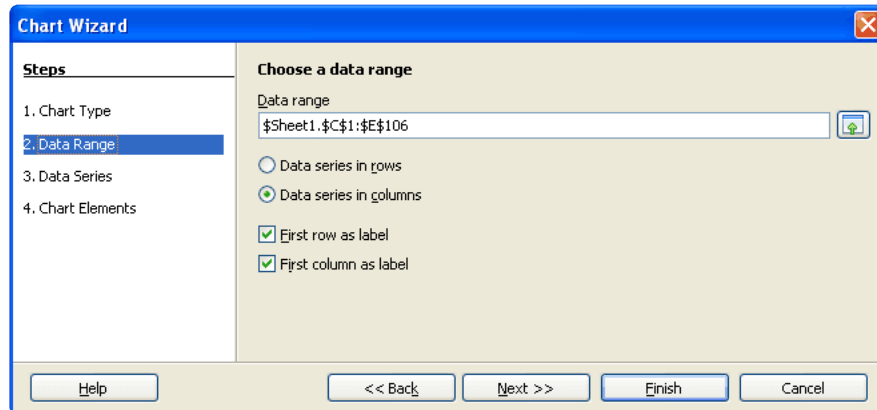 Chart Wizard
Steps
1. Chart Type
2. Data Range
3. Data Series
4. Chart Elements
Choose a data range
Data range
$Sheet1.$C$1:$E$106
Data series in rows
Data series in columns
First row as label
First column as label
Help
<< Back
Next >>
Finish
Cancel